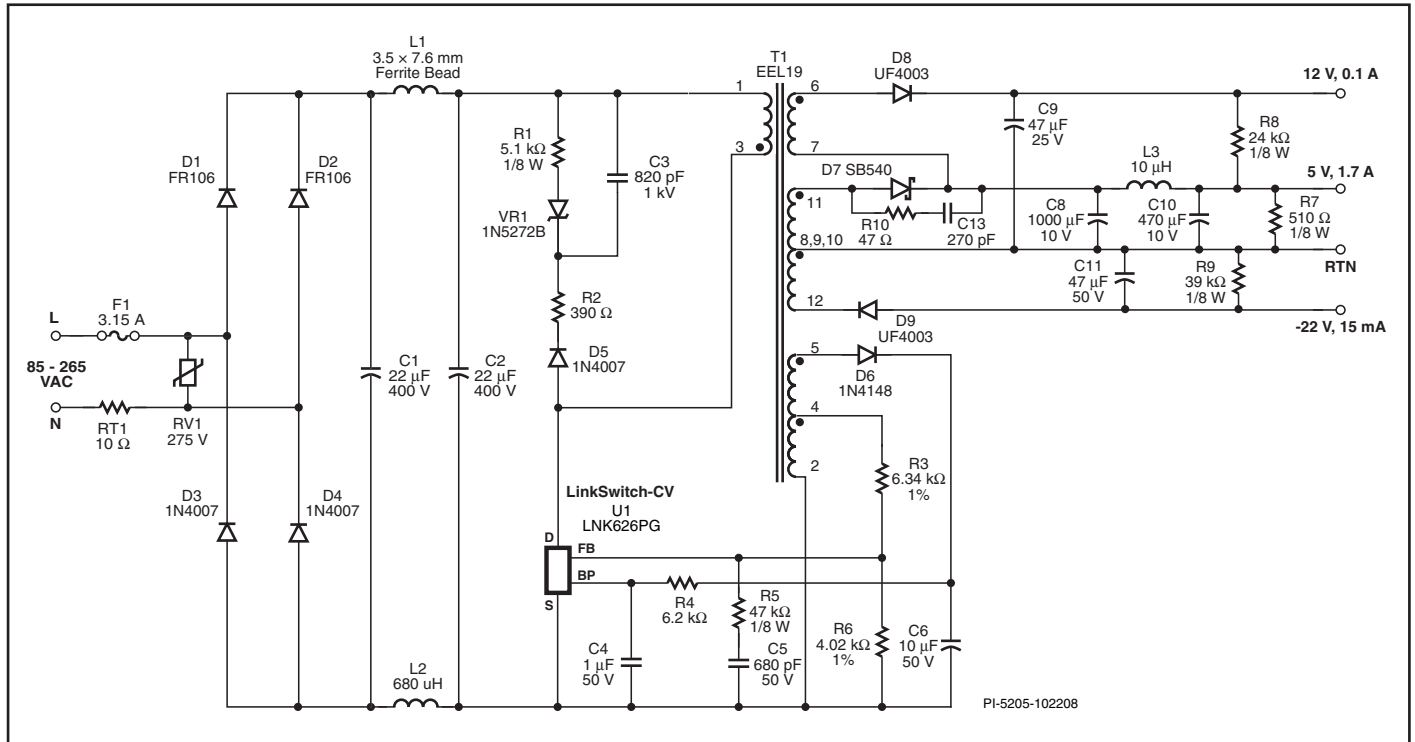 L1
3.5 × 7.6 mm
Ferrite Bead
T1
EEL19
D8
UF4003
12 V, 0.1 A
1
6
3
7
R1
5.1 kΩ
1/8 W
C3
820 pF
1 kV
C9
47 µF
25 V
R8
24 kΩ
1/8 W
L3
10 µH
D1
FR106
D2
FR106
D7 SB540
5 V, 1.7 A
VR1
1N5272B
11
R10
47 Ω
C13
270 pF
C8
1000 µF
10 V
C10
470 µF
10 V
R7
510 Ω
1/8 W
8,9,10
RTN
R2
390 Ω
C11
47 µF
50 V
R9
39 kΩ
1/8 W
12
D9
UF4003
-22 V, 15 mA
L
F1
3.15 A
85 - 265
VAC
N
RT1
10 Ω
RV1
275 V
C1
22 µF
400 V
C2
22 µF
400 V
D5
1N4007
5
D6
1N4148
4
2
R3
6.34 kΩ
1%
D3
1N4007
D4
1N4007
LinkSwitch-CV
U1
LNK626PG
D
FB
BP
S
R4
6.2 kΩ
R5
47 kΩ
1/8 W
R6
4.02 kΩ
1%
C6
10 µF
50 V
C4
1 µF
50 V
C5
680 pF
50 V
L2
680 uH
PI-5205-102208